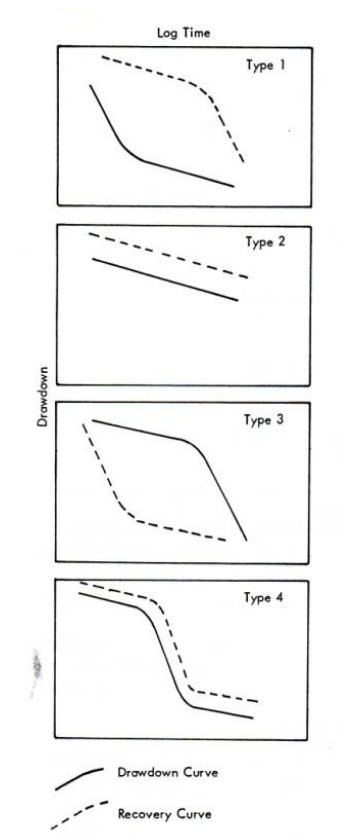 Log Time
Type 1
Type 2
Drawdown
Type 3
Type 4
Drawdown Curve
Recovery Curve